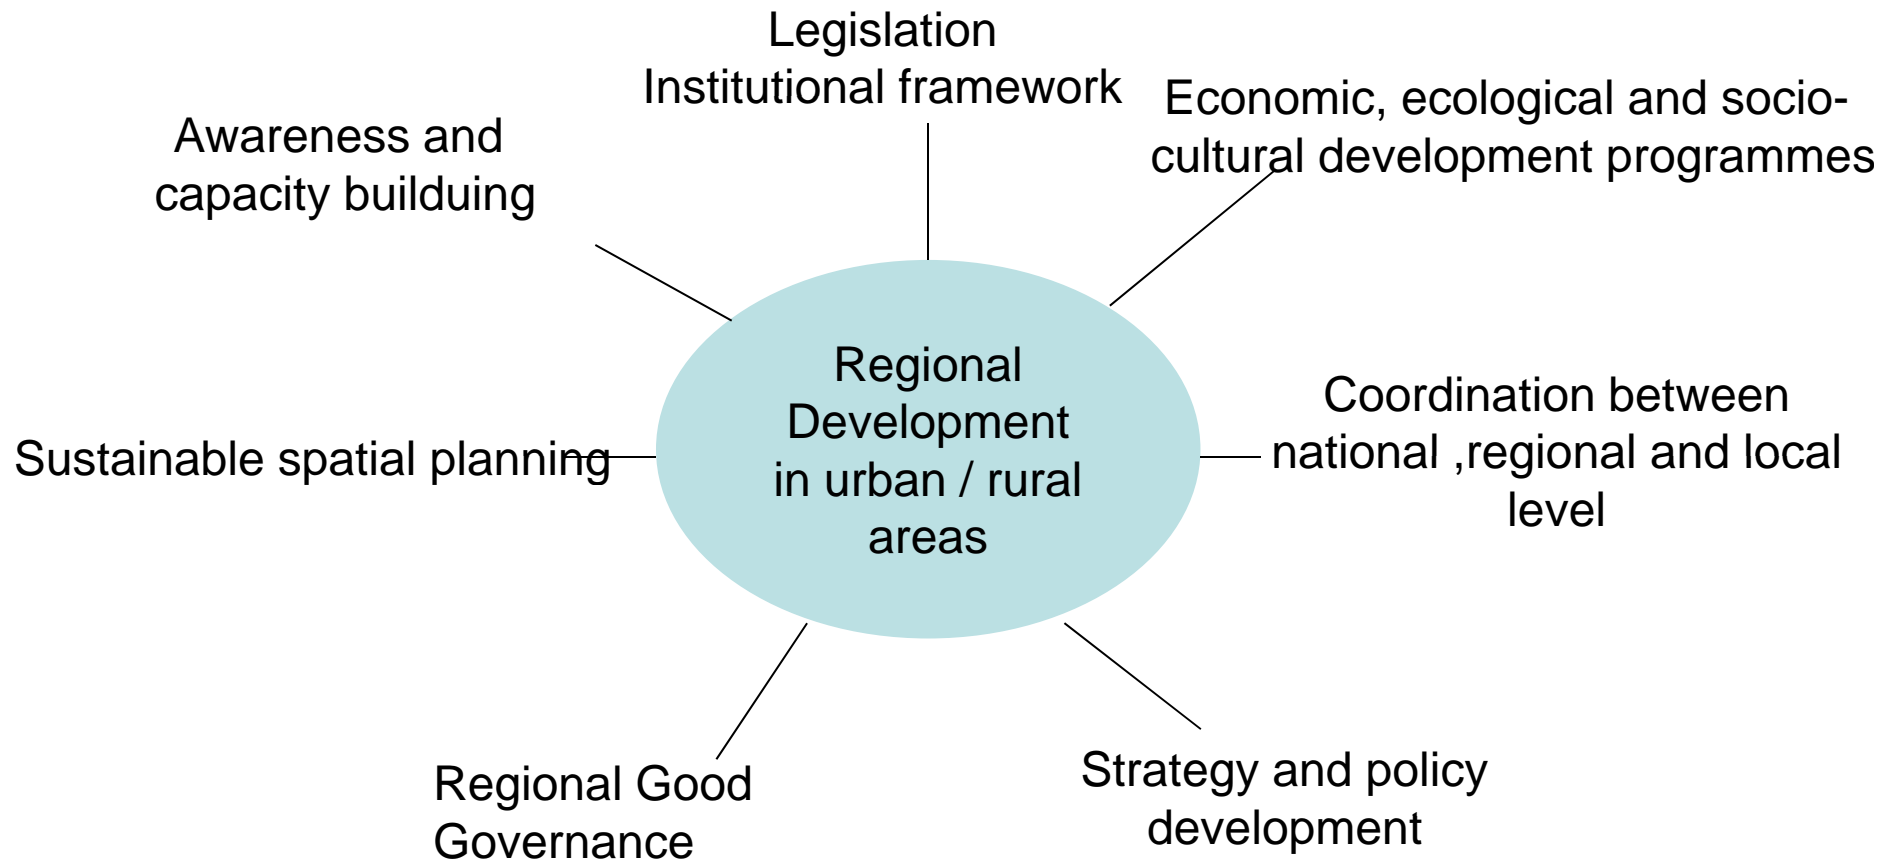 Legislation
Institutional framework
Economic, ecological and socio-
cultural development programmes
Awareness and
capacity builduing
Regional
Development
in urban / rural
areas
Coordination between
national ,regional and local
level
Sustainable spatial planning
Regional Good
Governance
Strategy and policy
development